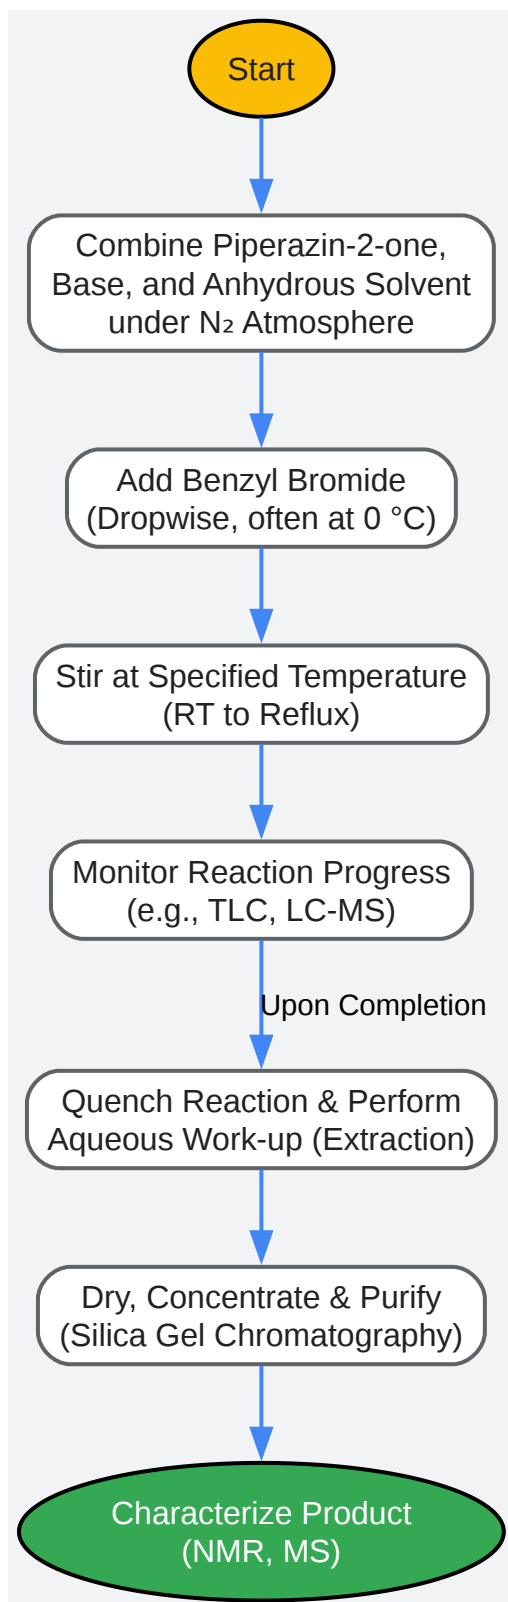 Start
Combine Piperazin-2-one,
Base, and Anhydrous Solvent
under N₂ Atmosphere
Add Benzyl Bromide
(Dropwise, often at 0 °C)
Stir at Specified Temperature
(RT to Reflux)
Monitor Reaction Progress
(e.g., TLC, LC-MS)
Upon Completion
Quench Reaction & Perform
Aqueous Work-up (Extraction)
Dry, Concentrate & Purify
(Silica Gel Chromatography)
Characterize Product
(NMR, MS)